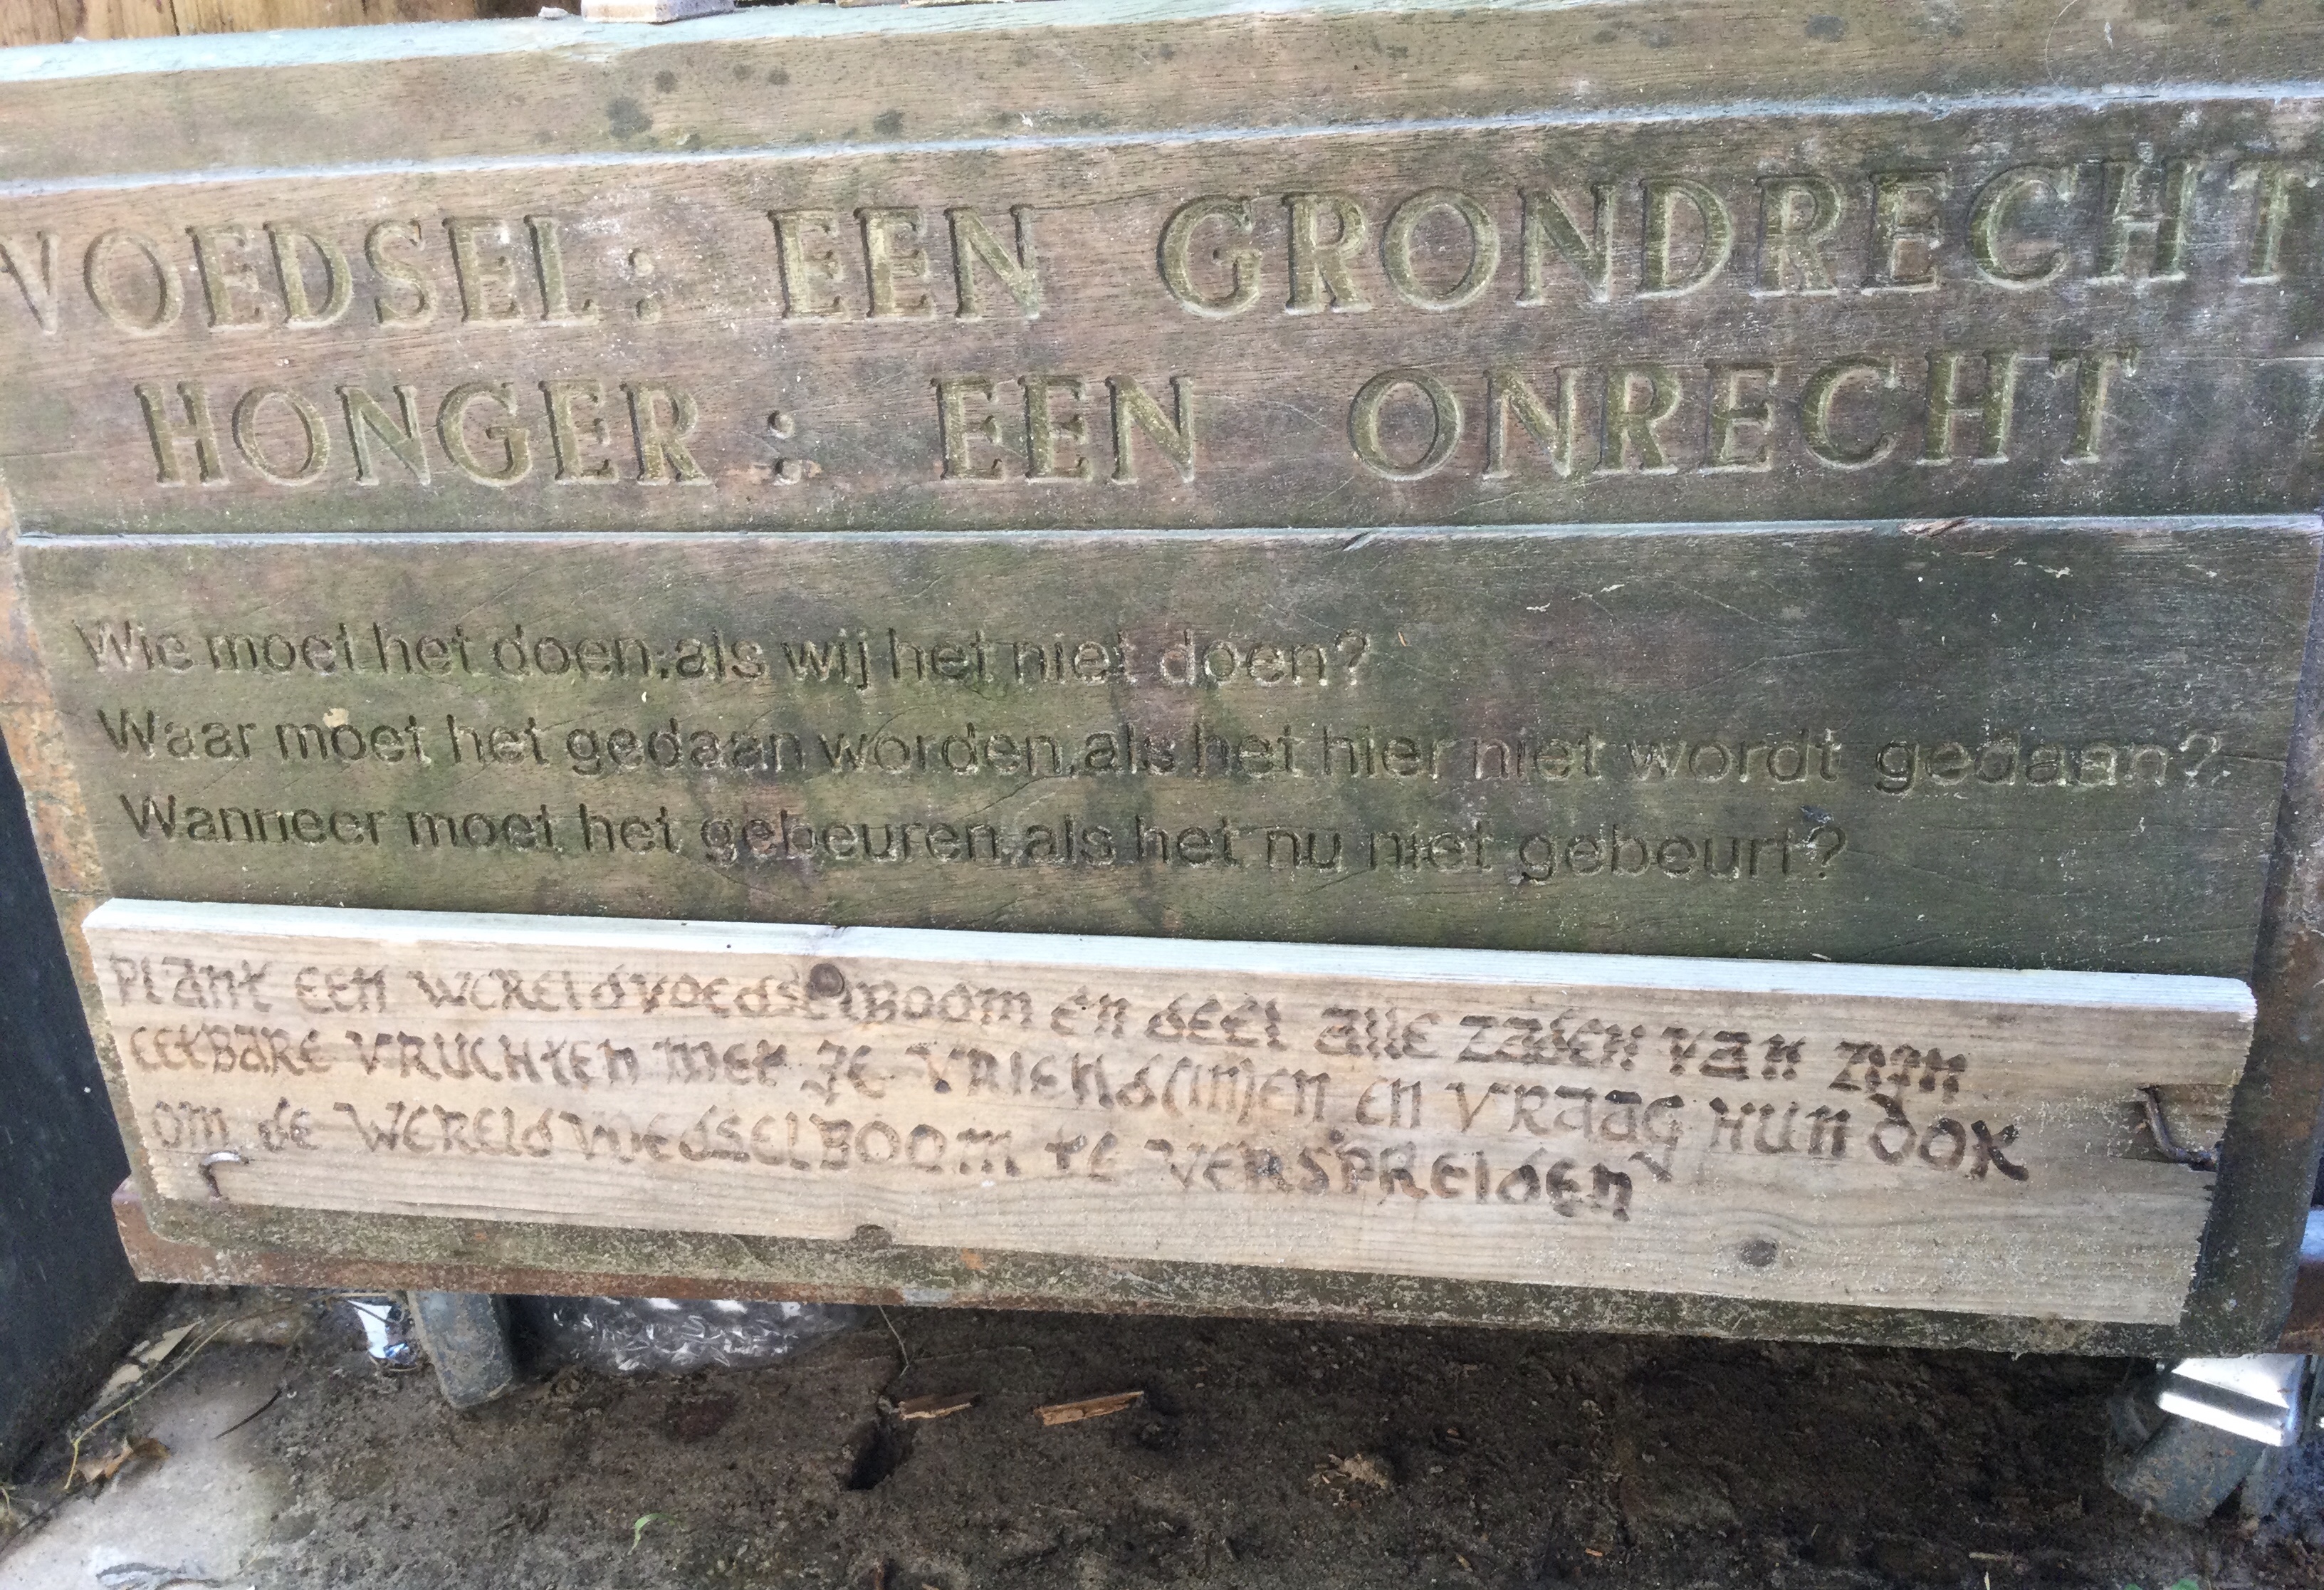 VOEDSEL: EEN GRONDRECHT
HONGER: EEN ONRECHT
Wie moet het doen, als wij het niet doen?
Waar moet het gedaan worden, als het hier niet wordt gedaan?
Wanneer moet het gebeuren, als het nu niet gebeurt?
PLANT EEN WERELDVOEDSELBOOM EN DEEL ALLE ZADEN VAN ZIJN
EETBARE VRUCHTEN MET JE VRIEND(INN)EN EN VRAAG HUN OOK
OM DE WERELDVOEDSELBOOM TE VERSPREIDEN